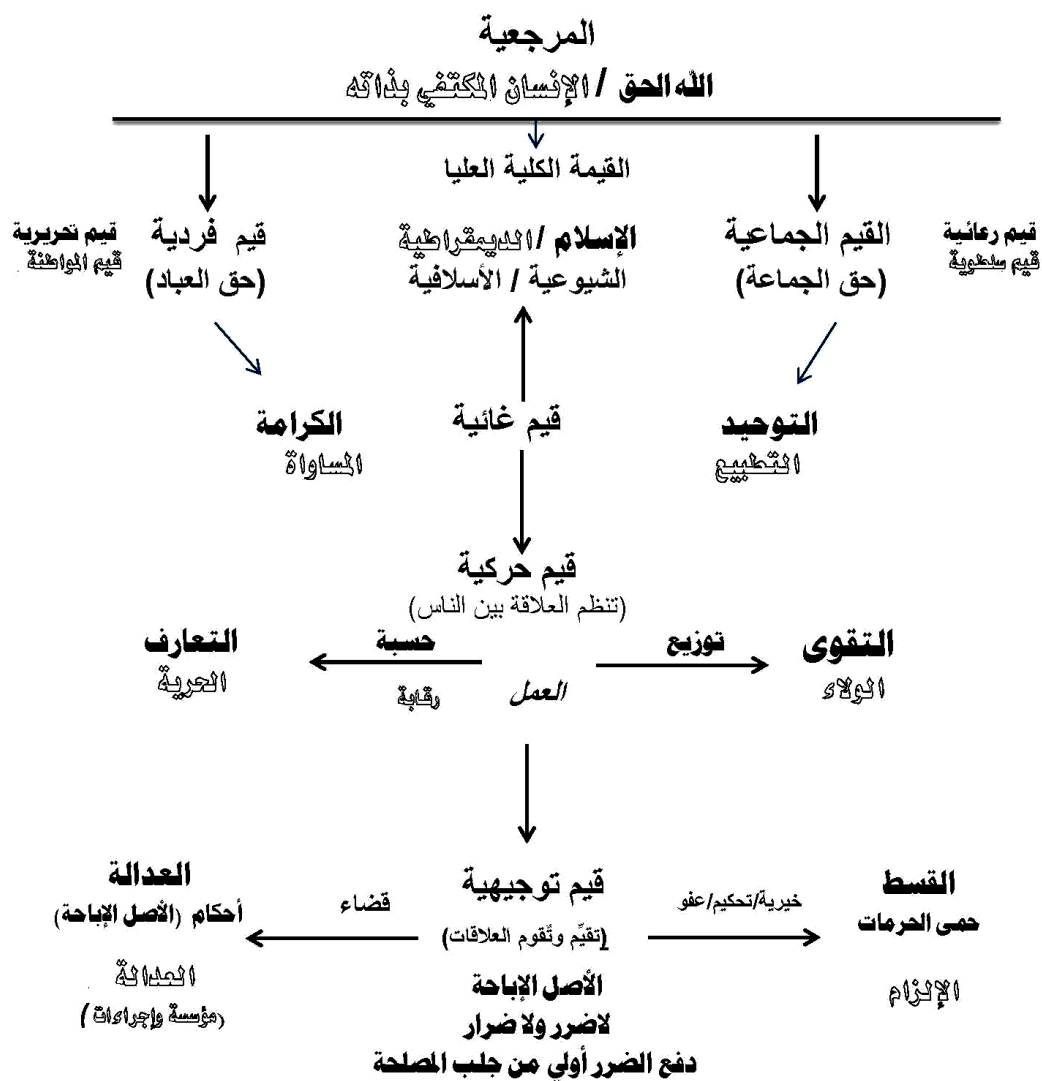 المرجعية
الله الحق / الإنسان المكتفي بذاته
القيمة الكلية العليا
قيم رعائية
قيم سلطوية
القيم الجماعية
(حق الجماعة)
الإسلام / الديمقراطية
الشيوعية / الأسلافية
قيم فردية
(حق العباد)
قيم تحريرية
قيم المواطنة
التوحيد
التطبيع
قيم غائية
الكرامة
المساواة
قيم حركية
(تنظم العلاقة بين الناس)
التقوى
الولاء
توزيع
العمل
حسبة
رقابة
التعارف
الحرية
القسط
حمى الحرمات
الإلزام
خيرية/تحكيم/عفو
قيم توجيهية
(تقيِّم وتُقوم العلاقات)
الأصل الإباحة
لاضرر ولا ضرار
دفع الضرر أولي من جلب المصلحة
قضاء
العدالة
أحكام (الأصل الإباحة)
العدالة
(مؤسسة وإجراءات)